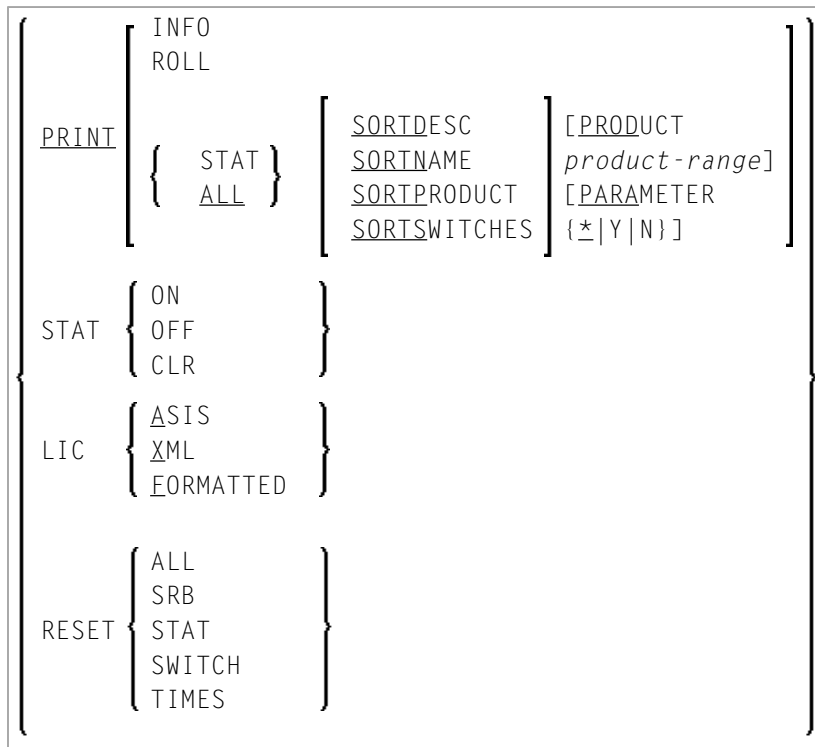 INFO
ROLL
PRINT
STAT
ALL
SORTDESC
SORTNAME
SORTPRODUCT
SORTSWITCHES
[PRODUCT
product-range]
[PARAMETER
{*|Y|N}]
STAT
ON
OFF
CLR
LIC
ASIS
XML
FORMATTED
RESET
ALL
SRB
STAT
SWITCH
TIMES